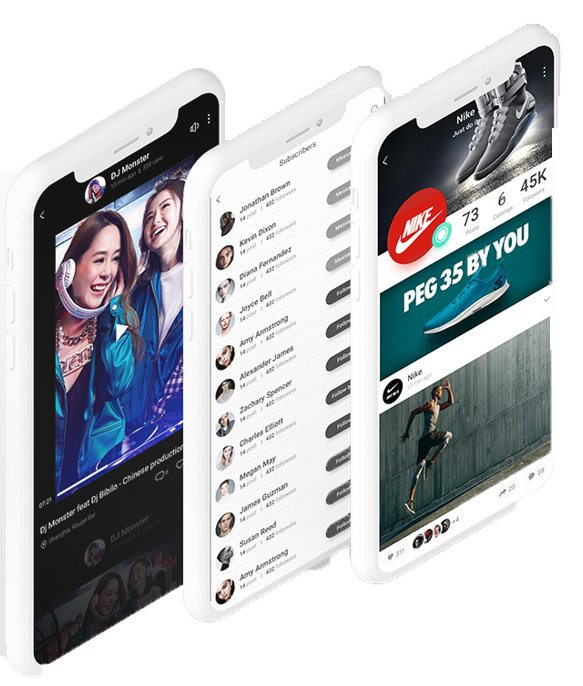 DJ Monster
13 min ago
view
07:21
Dj Monster feat Dj Bibilo - Chinese production
Shanghai, Rouge Bar
DJ Monster
Subscribers
Jonathan Brown
14 post 432 followers
Kevin Dixon
14 post 432 followers
Diana Fernandez
14 post 432 followers
Joyce Bell
14 post 432 followers
Follow
Amy Armstrong
14 post 432 followers
Follow
Alexander James
14 post 432 followers
Follow
Zachary Spencer
14 post 432 followers
Follow
Charles Elliott
14 post 432 followers
Megan May
14 post 432 followers
James Guzman
14 post 432 followers
Susan Reed
14 post 432 followers
Amy Armstrong
14 post 432 followers
Nike
Just do
NIKE
73
Posts
6
Catalogs
45K
Followers
PEG 35 BY YOU
Nike
13 min ago
29
29
311
+4